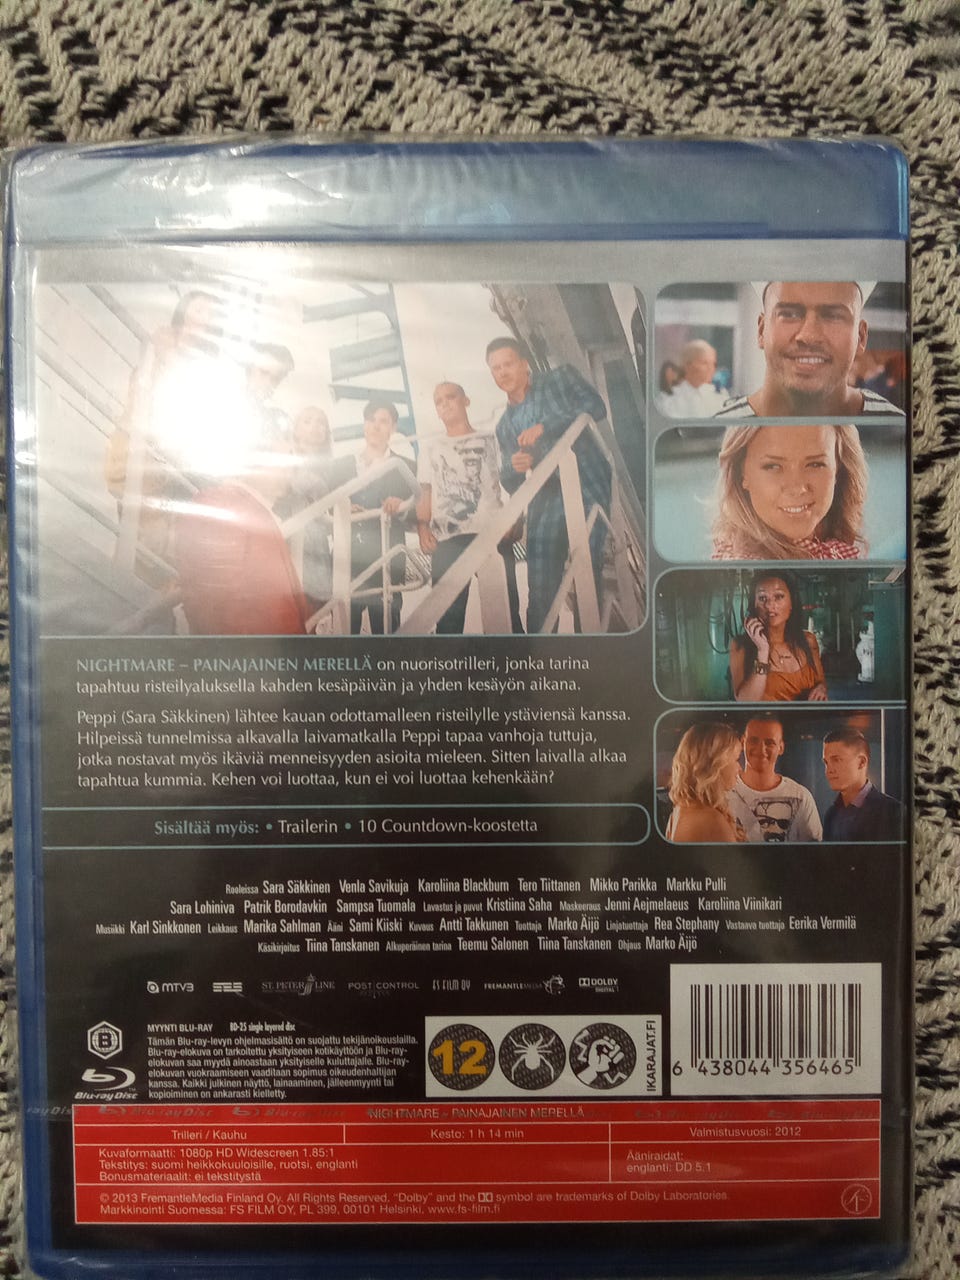 NIGHTMARE – PAINAJAINEN MERELLÄ on nuorisotrilleri, jonka tarina
tapahtuu risteilyaluksella kahden kesäpäivän ja yhden kesäyön aikana.
Peppi (Sara Säkkinen) lähtee kauan odottamalleen risteilylle ystäviensä kanssa.
Hilpeissä tunnelmissa alkavalla laivamatkalla Peppi tapaa vanhoja tuttuja,
jotka nostavat myös ikäviä menneisyyden asioita mieleen. Sitten laivalla alkaa
tapahtua kummia. Kehen voi luottaa, kun ei voi luottaa kehenkään?
Sisältää myös: • Trailerin • 10 Countdown-koostetta
Rooleissa Sara Säkkinen Venla Savikuja Karoliina Blackburn Tero Tiittanen Mikko Parikka Markku Pulli
Sara Lohiniva Patrik Borodavkin Sampsa Tuomala Lavastus ja puvut Kristiina Saha Maskeeraus Jenni Aejmelaeus Karoliina Viinikari
Musiikki Karl Sinkkonen Leikkaus Marika Sahlman Ääni Sami Kiiski Kuvaus Antti Takkunen Tuottaja Marko Äijö Linjatuottaja Rea Stephany Vastaava tuottaja Eerika Vermilä
Käsikirjoitus Tiina Tanskanen Alkuperäinen tarina Teemu Salonen Tiina Tanskanen Ohjaus Marko Äijö
MTV3 ST. PETER LINE POST CONTROL FS FILM OY FREMANTLEMEDIA DOLBY DIGITAL
B
Blu-ray Disc
MYYNTI BLU-RAY BD-25 single layered disc
Tämän Blu-ray-levyn ohjelmasisältö on suojattu tekijänoikeuslailla.
Blu-ray-elokuva on tarkoitettu yksityiseen kotikäyttöön ja Blu-ray-
elokuvan saa myydä ainoastaan yksityiselle kuluttajalle. Blu-ray-
elokuvan vuokraamiseen vaaditaan sopimus oikeudenhaltijan
kanssa. Kaikki julkinen näyttö, lainaaminen, jälleenmyynti tai
kopioiminen on ankarasti kielletty.
12
IKARAJAT.FI
6 438044 356465
NIGHTMARE – PAINAJAINEN MERELLÄ
Trilleri / Kauhu
Kesto: 1 h 14 min
Valmistusvuosi: 2012
Kuvaformaatti: 1080p HD Widescreen 1.85:1
Tekstitys: suomi heikkokuuloisille, ruotsi, englanti
Bonusmateriaalit: ei tekstitystä
Ääniraidat:
englanti: DD 5.1
© 2013 FremantleMedia Finland Oy. All Rights Reserved. "Dolby" and the DD symbol are trademarks of Dolby Laboratories.
Markkinointi Suomessa: FS FILM OY, PL 399, 00101 Helsinki, www.fs-film.fi